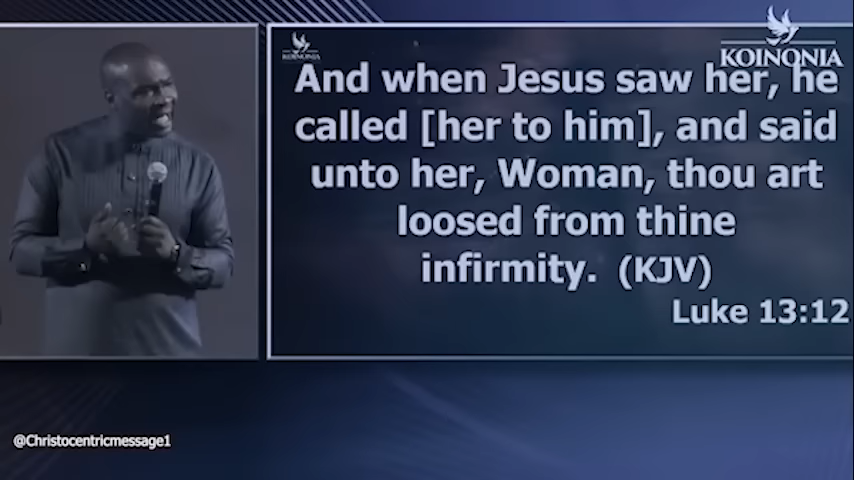 KOINONIA
KOINONIA
And when Jesus saw her, he
called [her to him], and said
unto her, Woman, thou art
loosed from thine
infirmity. (KJV)
Luke 13:12
@Christocentricmessage1